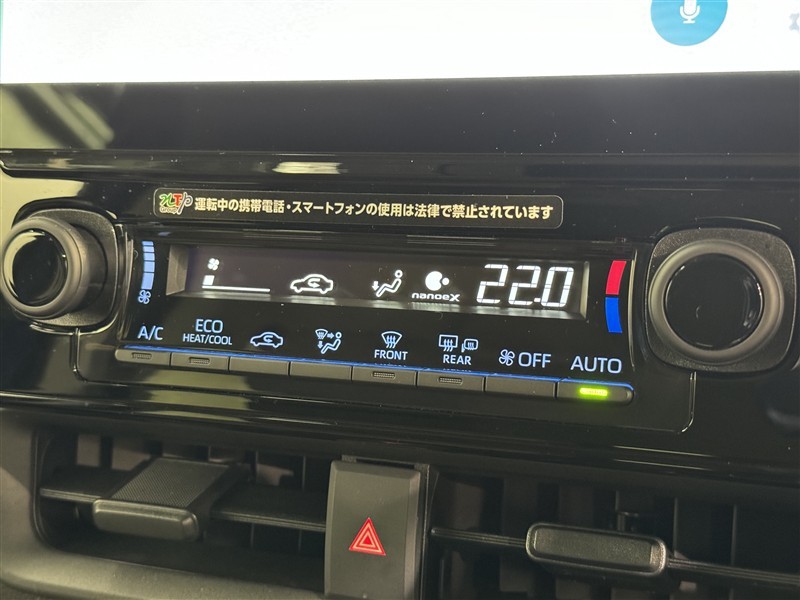 運転中の携帯電話・スマートフォンの使用は法律で禁止されています
nanoeX
22.0
A/C
ECO
HEAT/COOL
FRONT
REAR
OFF
AUTO